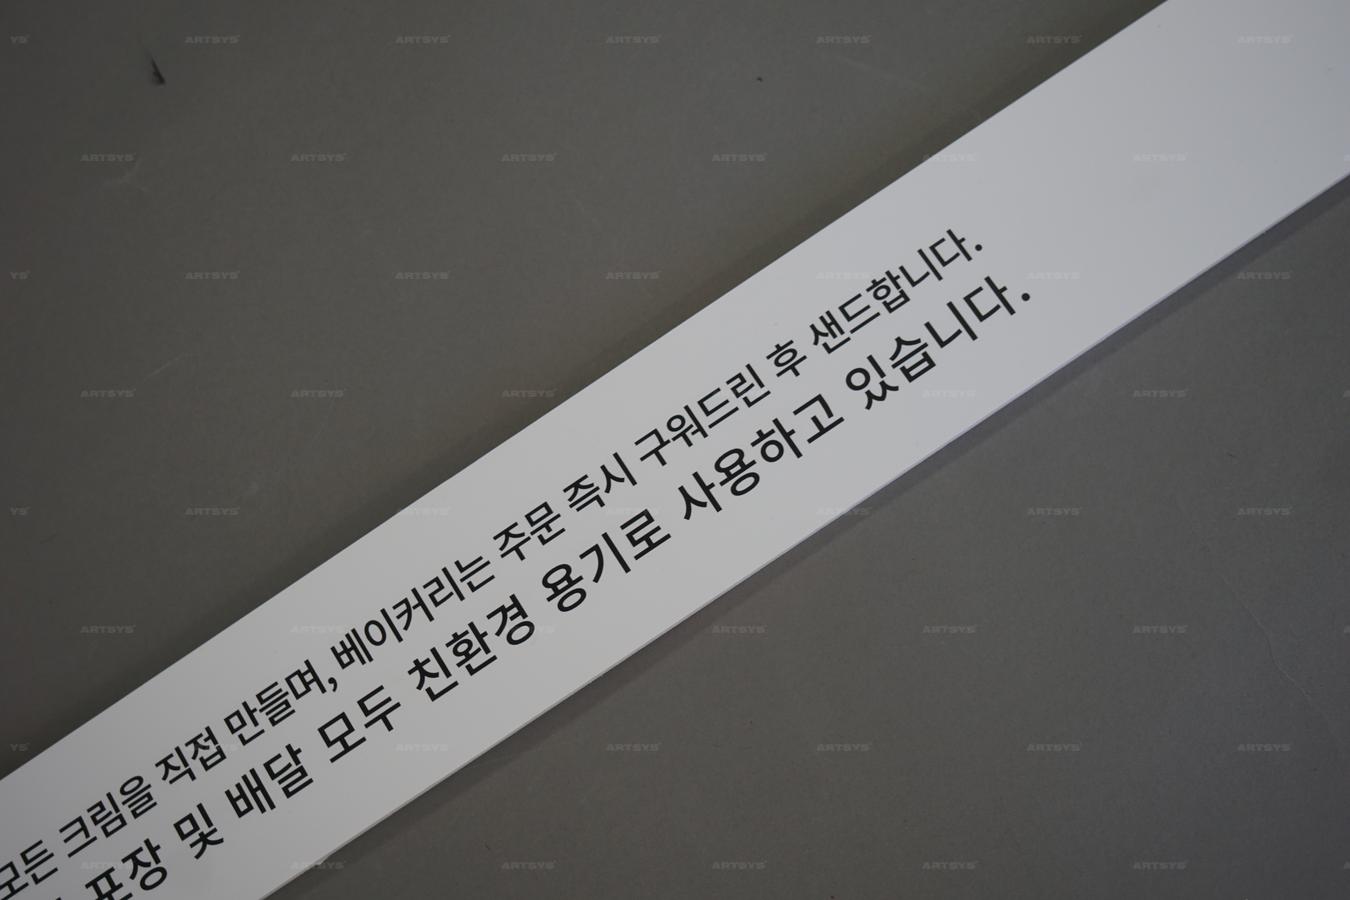 모든 크림을 직접 만들며, 베이커리는 주문 즉시 구워드린 후 샌드합니다.
포장 및 배달 모두 친환경 용기로 사용하고 있습니다.
ARTSYS